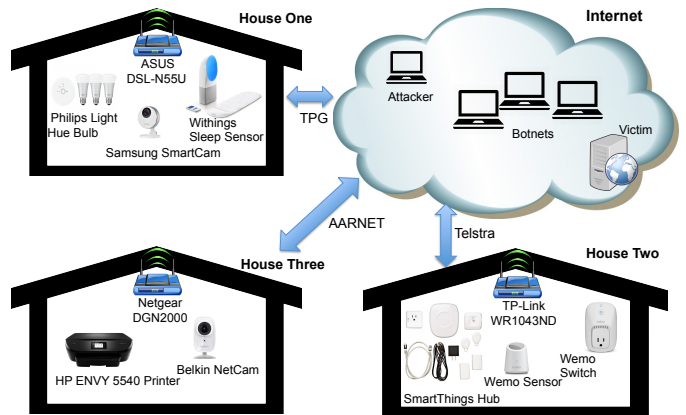 House One
ASUS
DSL-N55U
Philips Light
Hue Bulb
Withings
Sleep Sensor
Samsung SmartCam
TPG
Internet
Attacker
Botnets
Victim
AARNET
Telstra
House Three
Netgear
DGN2000
HP ENVY 5540 Printer
Belkin NetCam
House Two
TP-Link
WR1043ND
Wemo Sensor
Wemo
Switch
SmartThings Hub